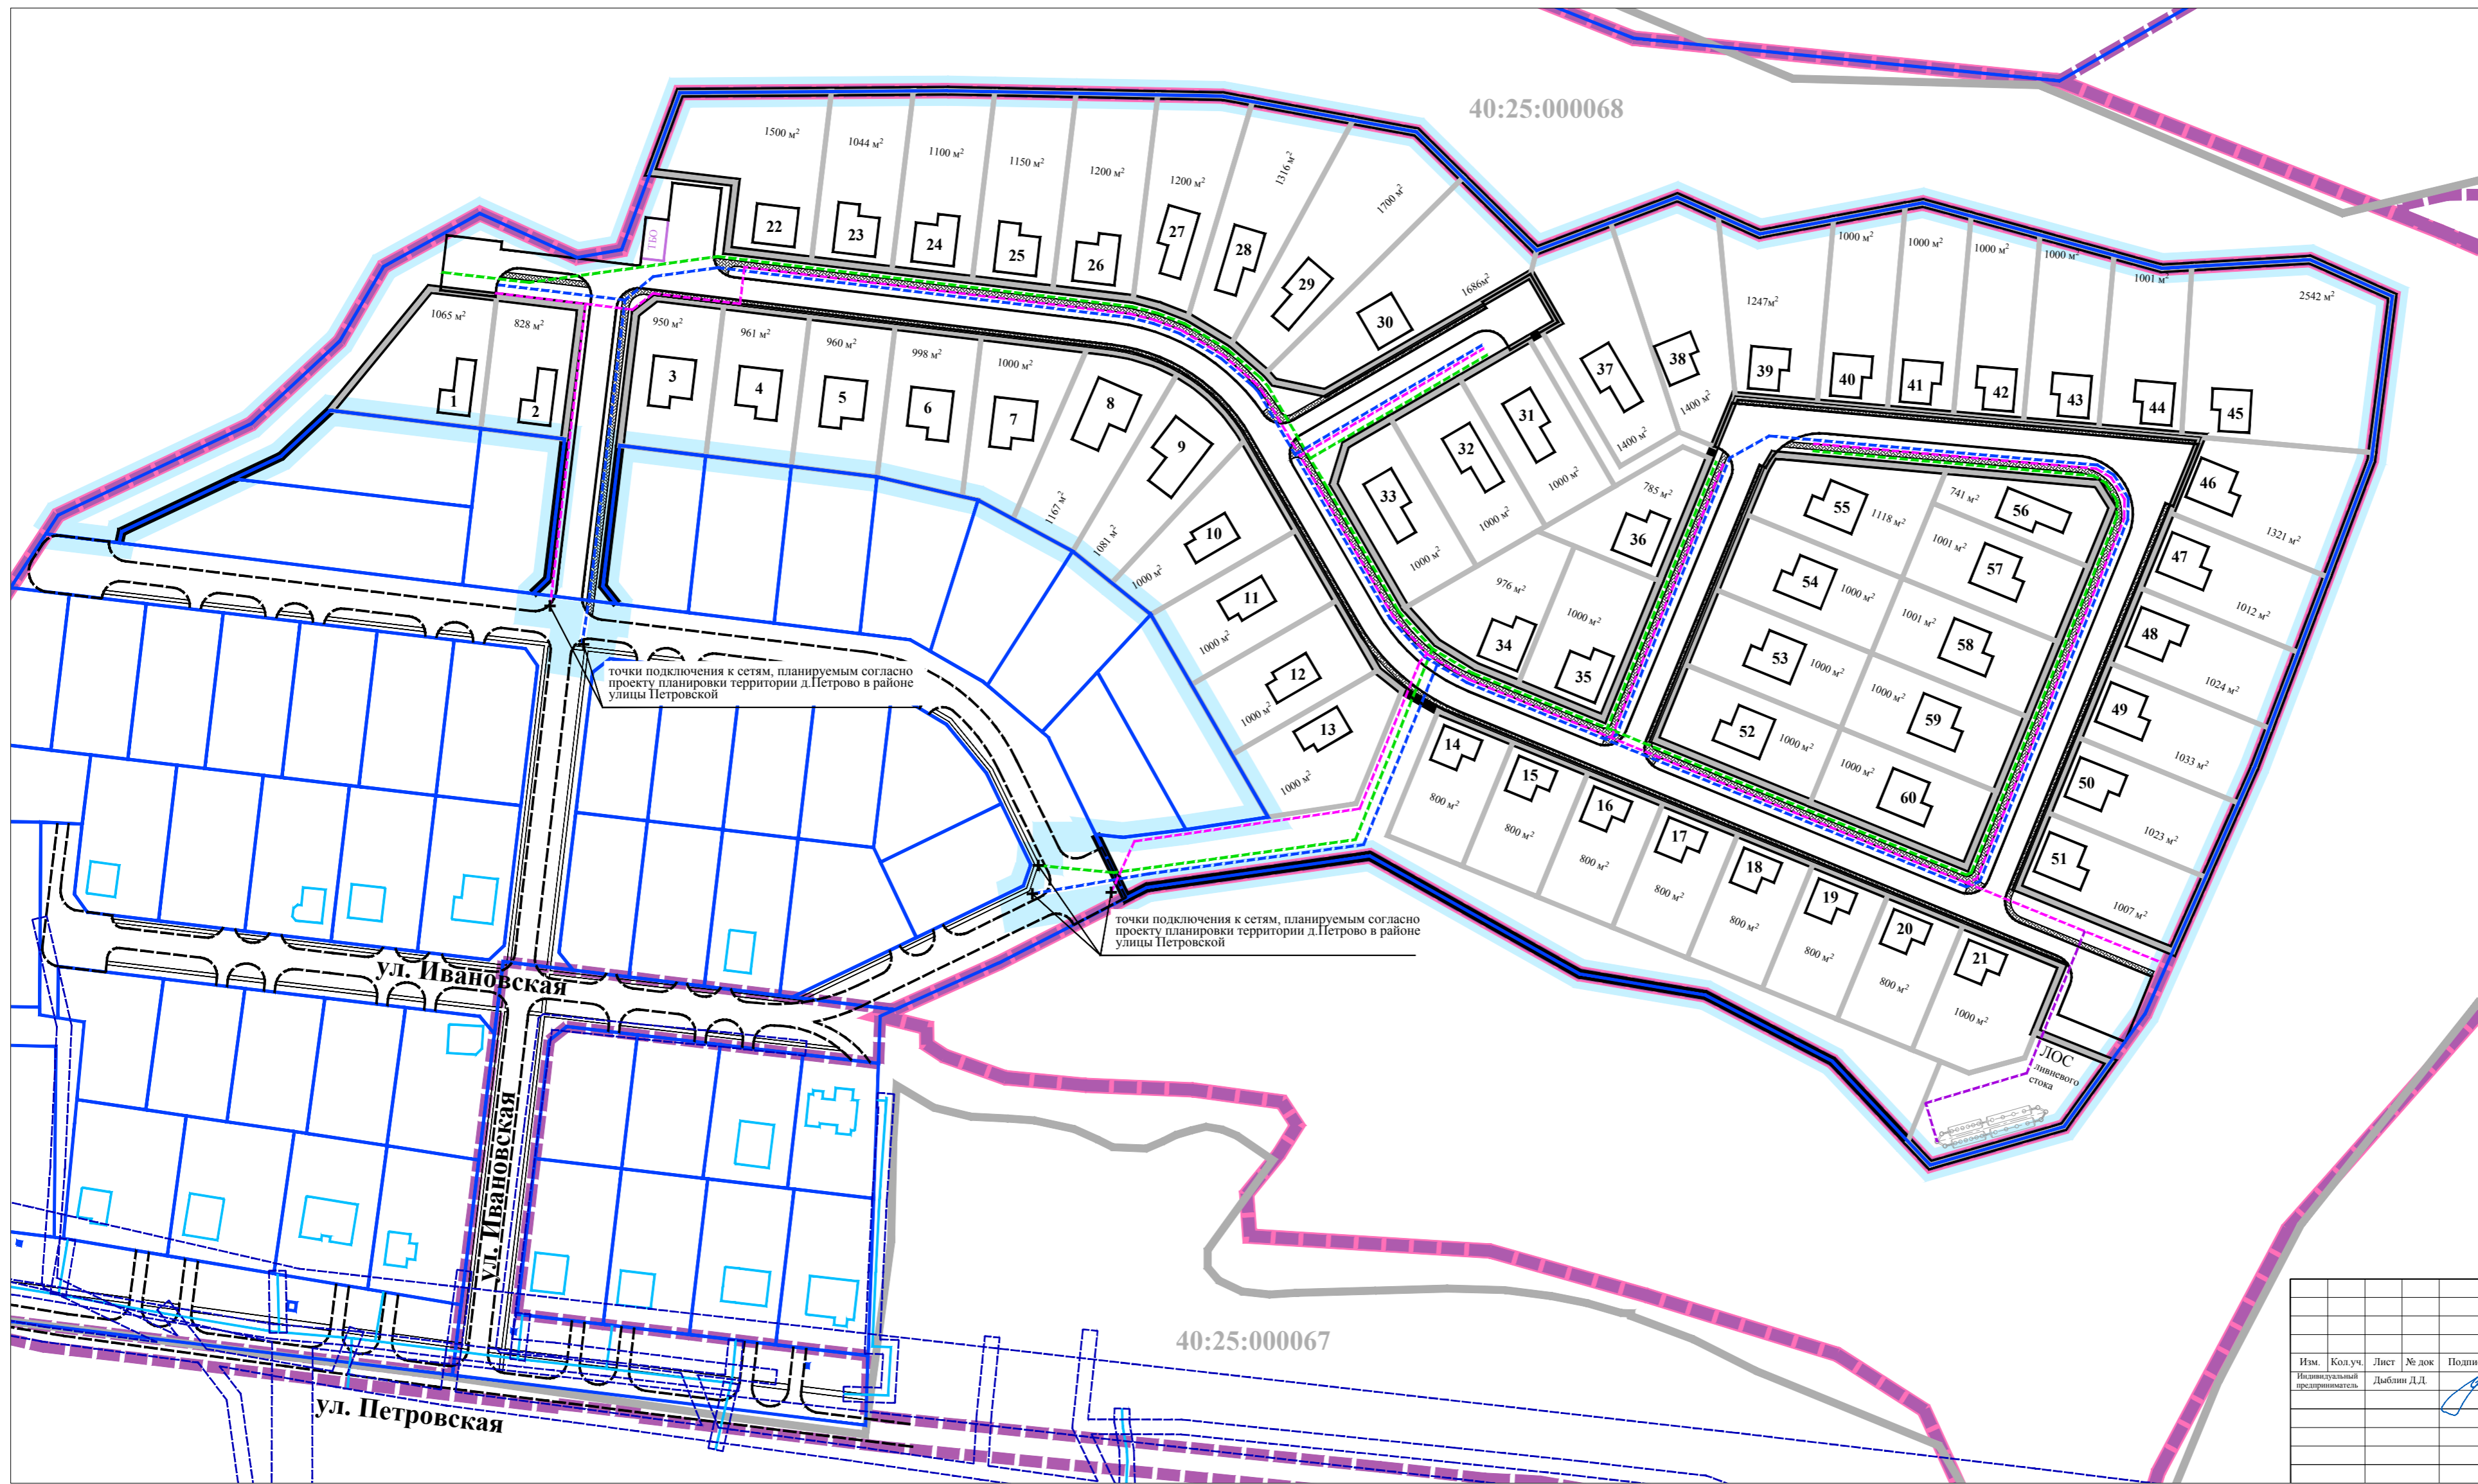 40:25:000068
1500 м²
1044 м²
1100 м²
1150 м²
1200 м²
1200 м²
1316 м²
1700 м²
1686м²
ТБО
22
23
24
25
26
27
28
29
30
1065 м²
828 м²
950 м²
961 м²
960 м²
998 м²
1000 м²
1167 м²
1081 м²
1000 м²
1000 м²
1000 м²
1000 м²
1
2
3
4
5
6
7
8
9
10
11
12
13
1247м²
1000 м²
1000 м²
1000 м²
1000 м²
1001 м²
2542 м²
37
38
39
40
41
42
43
44
45
1400 м²
1400 м²
31
32
33
1000 м²
1000 м²
1000 м²
785 м²
36
976 м²
1000 м²
34
35
55
1118 м²
741 м²
56
54
1000 м²
1001 м²
57
53
1000 м²
1001 м²
58
52
1000 м²
1000 м²
59
1000 м²
60
46
1321 м²
47
1012 м²
48
1024 м²
49
1033 м²
50
1023 м²
51
1007 м²
14
15
16
17
18
19
20
21
800 м²
800 м²
800 м²
800 м²
800 м²
800 м²
800 м²
1000 м²
ЛОС
ливневого
стока
точки подключения к сетям, планируемым согласно
проекту планировки территории д.Петрово в районе
улицы Петровской
точки подключения к сетям, планируемым согласно
проекту планировки территории д.Петрово в районе
улицы Петровской
ул. Ивановская
ул. Ивановская
ул. Петровская
40:25:000067
Изм. Кол.уч. Лист № док
Индивидуальный
предприниматель
Дыблин Д.Д.